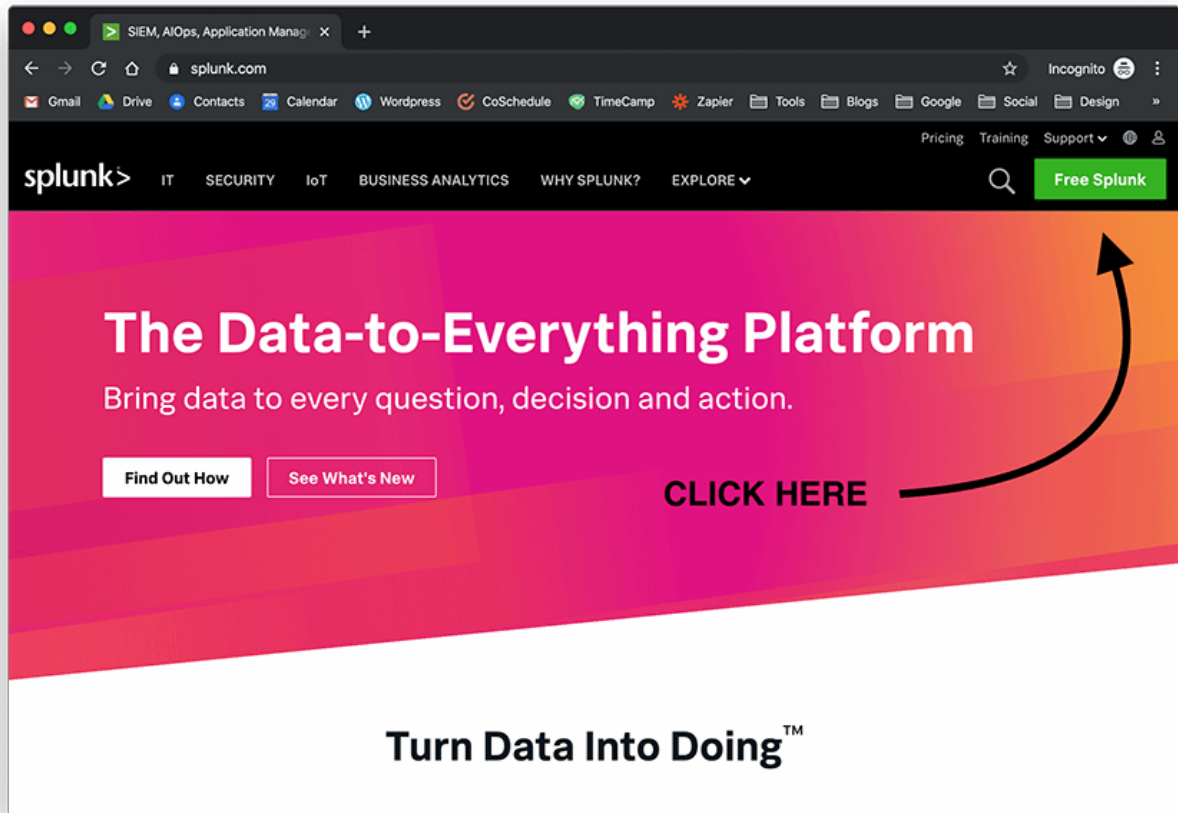 SIEM, AIOps, Application Manag
splunk.com
Incognito
Gmail Drive Contacts 29 Calendar Wordpress CoSchedule TimeCamp Zapier Tools Blogs Google Social Design »
Pricing Training Support
splunk> IT SECURITY IoT BUSINESS ANALYTICS WHY SPLUNK? EXPLORE Free Splunk
The Data-to-Everything Platform
Bring data to every question, decision and action.
Find Out How See What's New
CLICK HERE
Turn Data Into Doing™